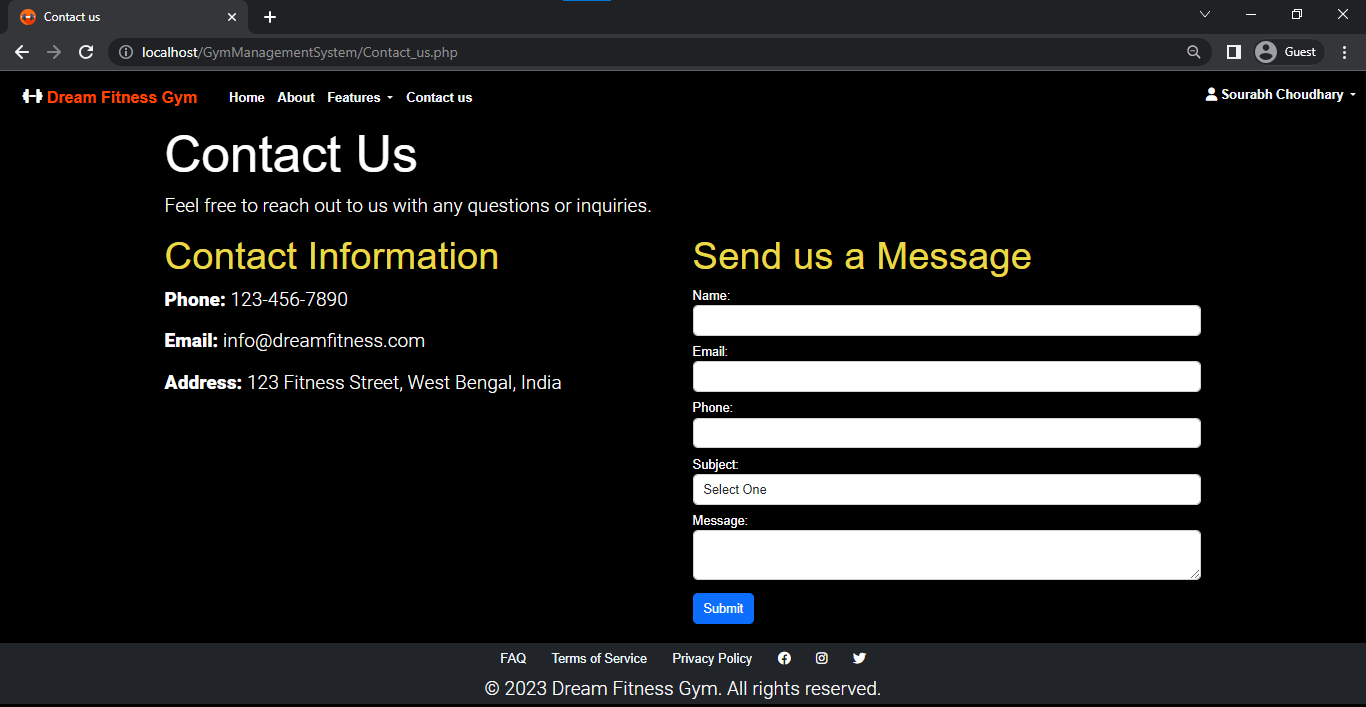 Contact us
localhost/GymManagementSystem/Contact_us.php
Guest
Dream Fitness Gym Home About Features Contact us Sourabh Choudhary
Contact Us
Feel free to reach out to us with any questions or inquiries.
Contact Information
Phone: 123-456-7890
Email: info@dreamfitness.com
Address: 123 Fitness Street, West Bengal, India
Send us a Message
Name:
Email:
Phone:
Subject:
Select One
Message:
Submit
FAQ Terms of Service Privacy Policy
© 2023 Dream Fitness Gym. All rights reserved.